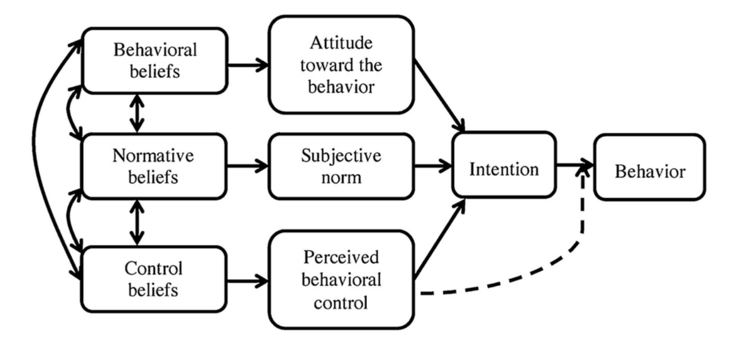 Behavioral
beliefs
Attitude
toward the
behavior
Normative
beliefs
Subjective
norm
Intention
Behavior
Control
beliefs
Perceived
behavioral
control